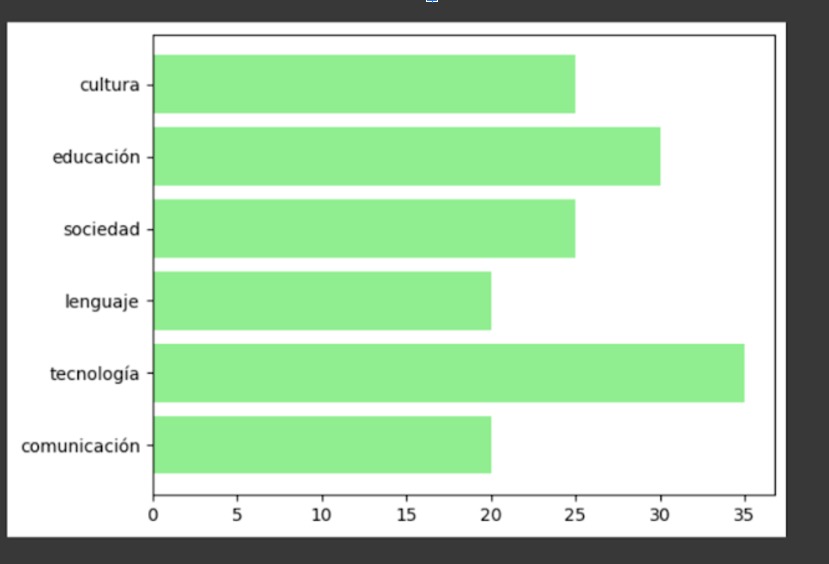 cultura
educación
sociedad
lenguaje
tecnología
comunicación
0 5 10 15 20 25 30 35